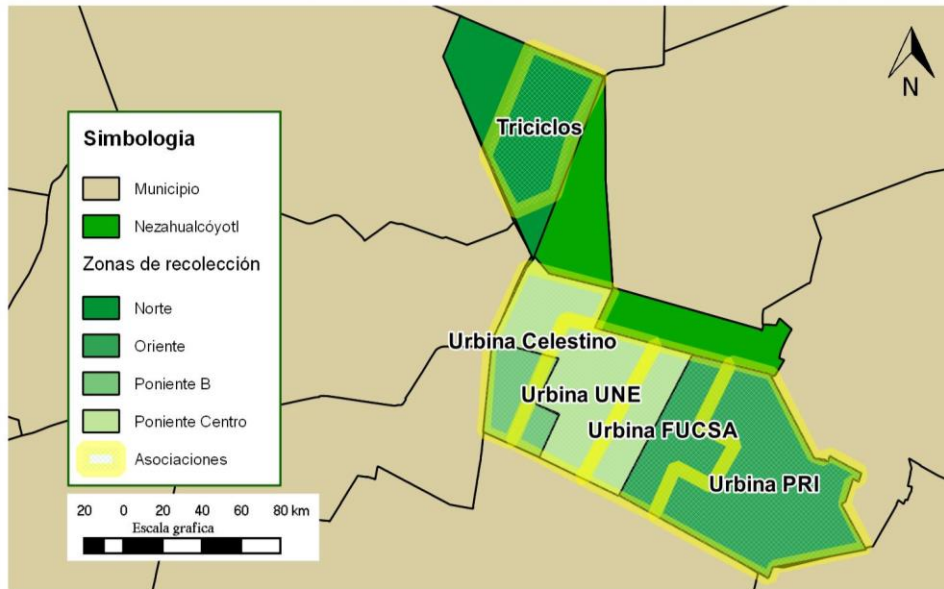 N
Triciclos
Urbina Celestino
Urbina UNE
Urbina FUCSA
Urbina PRI
Simbologia
Municipio
Nezahualcóyotl
Zonas de recolección
Norte
Oriente
Poniente B
Poniente Centro
Asociaciones
20 0 20 40 60 80 km
Escala grafica